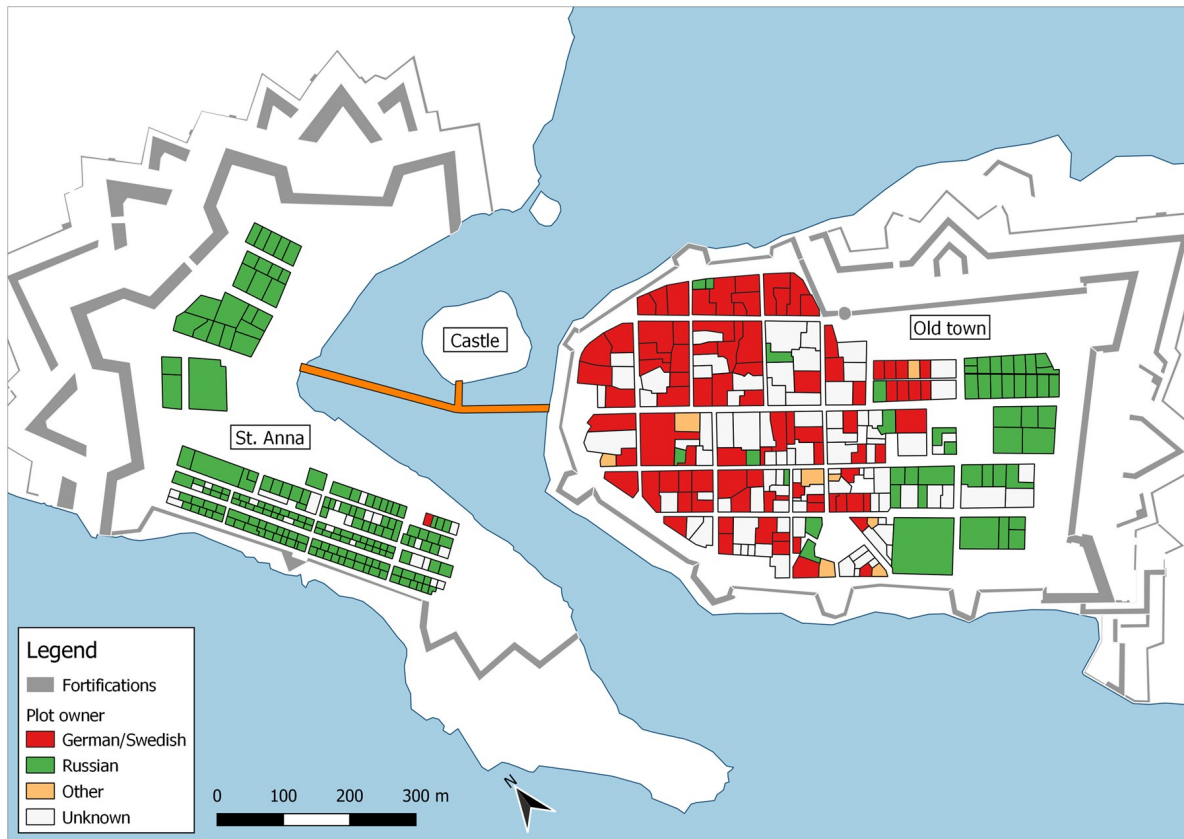 Castle
Old town
St. Anna
Legend
Fortifications
Plot owner
German/Swedish
Russian
Other
Unknown
N
0 100 200 300 m